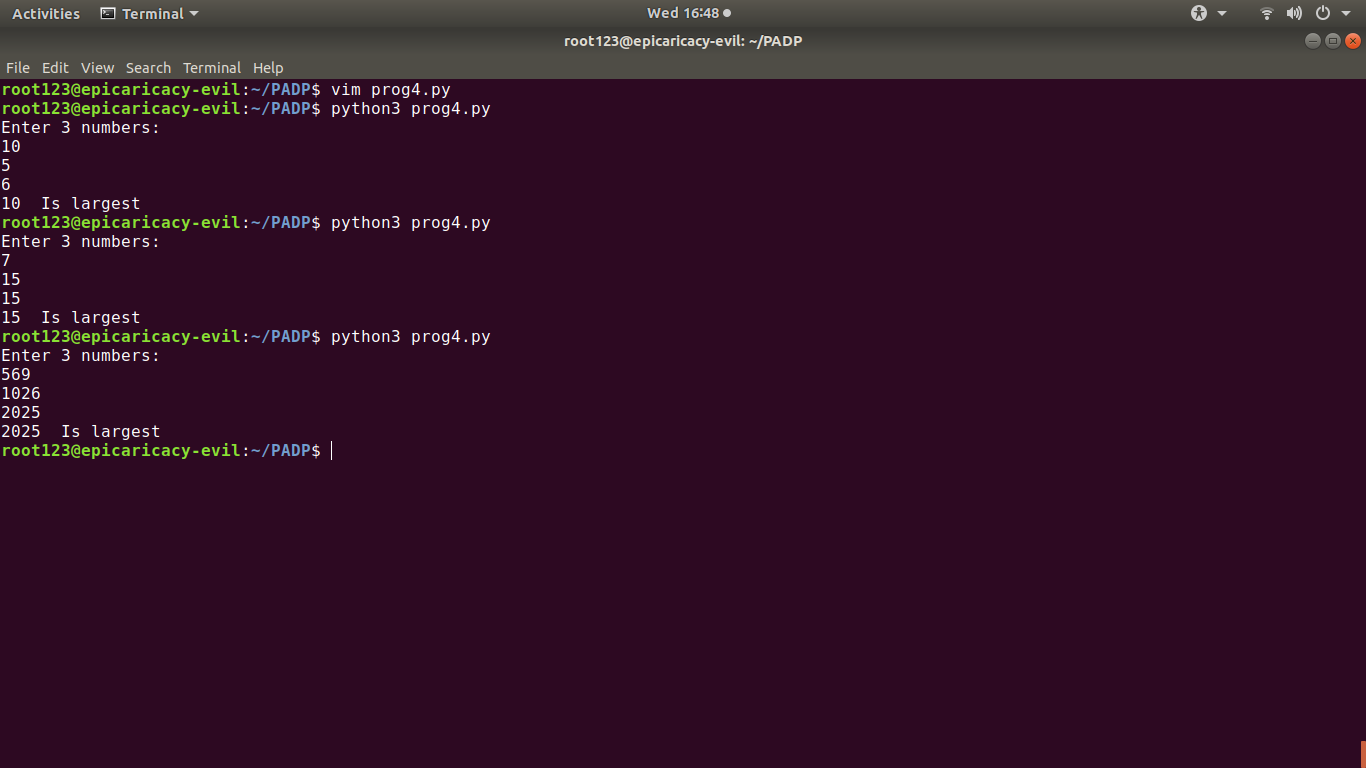 Activities Terminal Wed 16:48
root123@epicaricacy-evil: ~/PADP
File Edit View Search Terminal Help
root123@epicaricacy-evil:~/PADP$ vim prog4.py
root123@epicaricacy-evil:~/PADP$ python3 prog4.py
Enter 3 numbers:
10
5
6
10  Is largest
root123@epicaricacy-evil:~/PADP$ python3 prog4.py
Enter 3 numbers:
7
15
15
15  Is largest
root123@epicaricacy-evil:~/PADP$ python3 prog4.py
Enter 3 numbers:
569
1026
2025
2025  Is largest
root123@epicaricacy-evil:~/PADP$